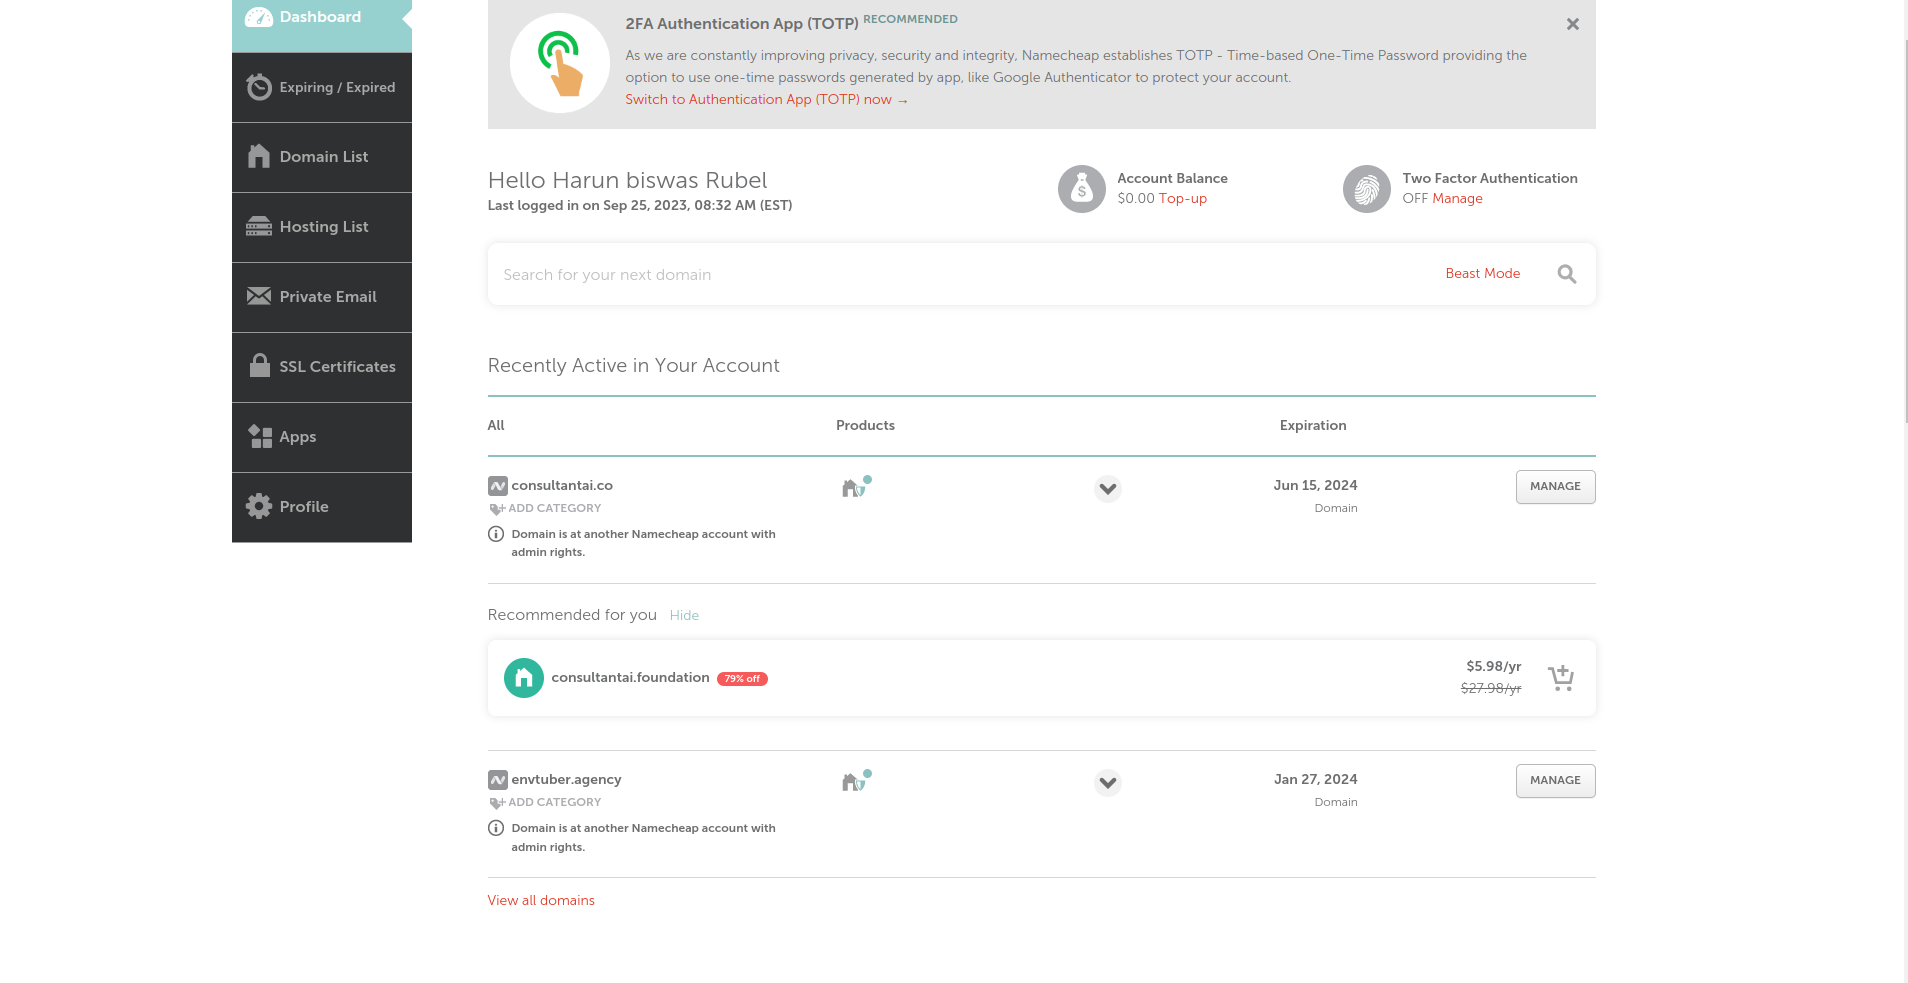 Dashboard
Expiring / Expired
Domain List
Hosting List
Private Email
SSL Certificates
Apps
Profile
2FA Authentication App (TOTP) RECOMMENDED
As we are constantly improving privacy, security and integrity, Namecheap establishes TOTP - Time-based One-Time Password providing the
option to use one-time passwords generated by app, like Google Authenticator to protect your account.
Switch to Authentication App (TOTP) now →
Hello Harun biswas Rubel
Last logged in on Sep 25, 2023, 08:32 AM (EST)
Account Balance
$0.00 Top-up
Two Factor Authentication
OFF Manage
Search for your next domain
Beast Mode
Recently Active in Your Account
All Products Expiration
consultantai.co Jun 15, 2024 MANAGE
ADD CATEGORY Domain
Domain is at another Namecheap account with
admin rights.
Recommended for you Hide
consultantai.foundation 79% off $5.98/yr
$27.98/yr
envtuber.agency Jan 27, 2024 MANAGE
ADD CATEGORY Domain
Domain is at another Namecheap account with
admin rights.
View all domains